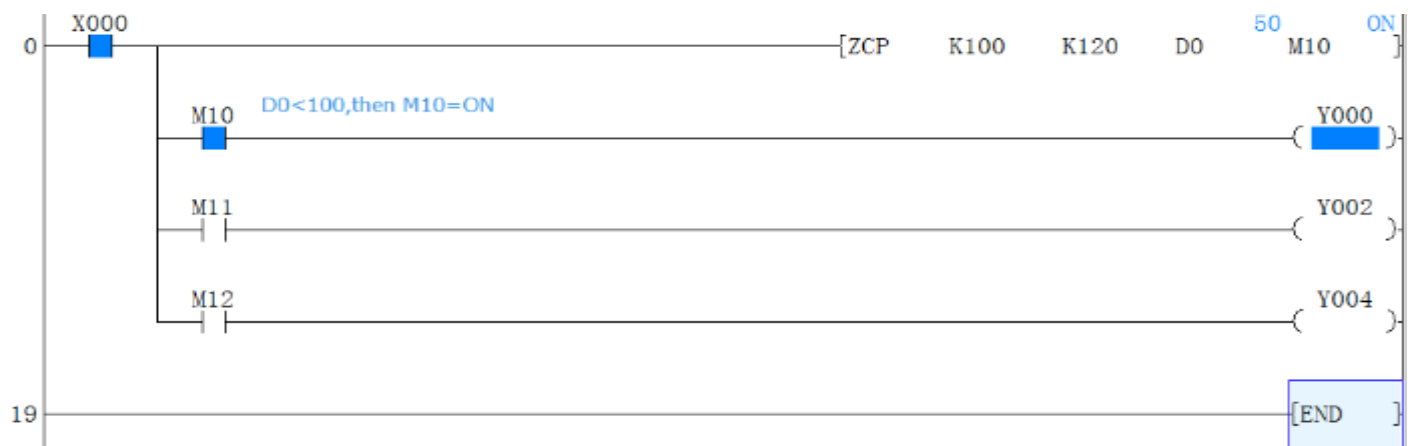 X000
50 ON
0 [ZCP K100 K120 D0 M10 ]
D0<100,then M10=ON
M10 Y000
( )
M11 Y002
( )
M12 Y004
( )
19 [END ]